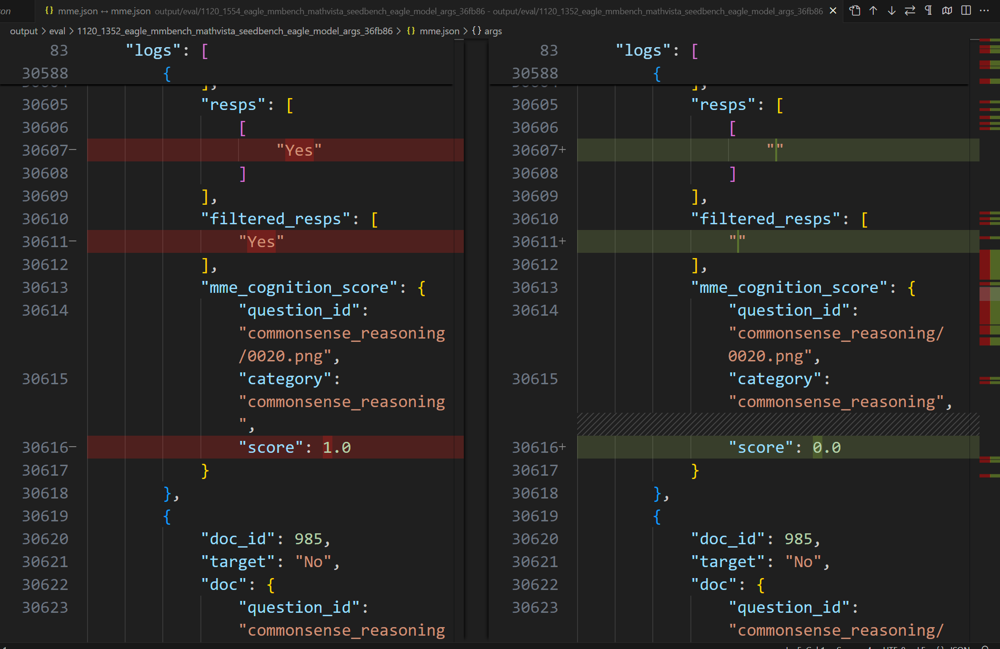 on
{} mme.json ↔ mme.json output/eval/1120_1554_eagle_mmbench_mathvista_seedbench_eagle_model_args_36fb86 - output/eval/1120_1352_eagle_mmbench_mathvista_seedbench_eagle_model_args_36fb86
output > eval > 1120_1352_eagle_mmbench_mathvista_seedbench_eagle_model_args_36fb86 > {} mme.json > {} args
83 "logs": [
30588 {
],
30605 "resps": [
30606 [
30607− "Yes"
30608 ]
30609 ],
30610 "filtered_resps": [
30611− "Yes"
30612 ],
30613 "mme_cognition_score": {
30614 "question_id":
"commonsense_reasoning
/0020.png",
30615 "category":
"commonsense_reasoning
",
30616− "score": 1.0
30617 }
30618 },
30619 {
30620 "doc_id": 985,
30621 "target": "No",
30622 "doc": {
30623 "question_id":
"commonsense_reasoning
83 "logs": [
30588 {
],
30605 "resps": [
30606 [
30607+ ""
30608 ]
30609 ],
30610 "filtered_resps": [
30611+ ""
30612 ],
30613 "mme_cognition_score": {
30614 "question_id":
"commonsense_reasoning/
0020.png",
30615 "category":
"commonsense_reasoning",
30616+ "score": 0.0
30617 }
30618 },
30619 {
30620 "doc_id": 985,
30621 "target": "No",
30622 "doc": {
30623 "question_id":
"commonsense_reasoning/